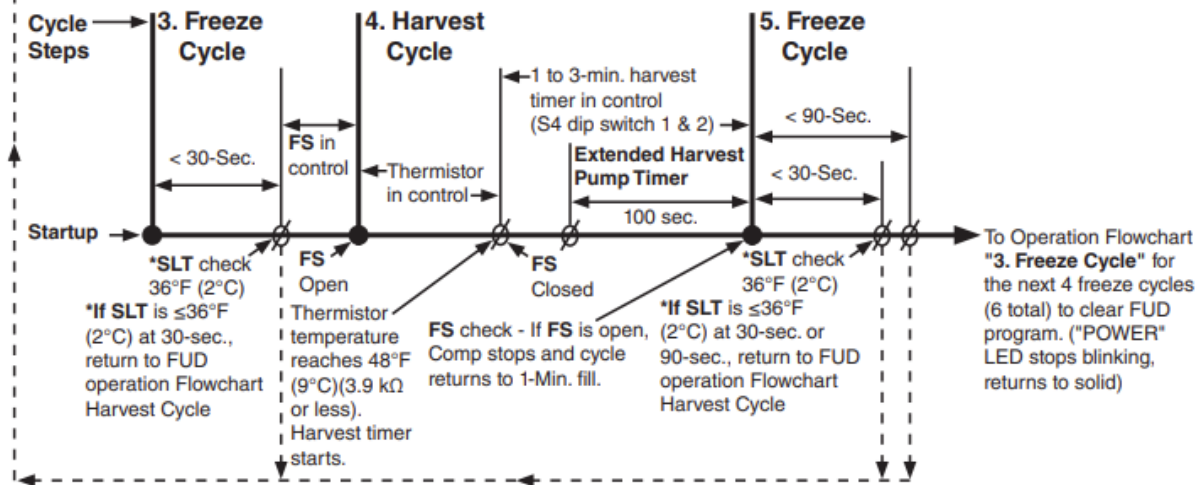 Cycle
Steps
3. Freeze
Cycle
4. Harvest
Cycle
5. Freeze
Cycle
1 to 3-min. harvest
timer in control
(S4 dip switch 1 & 2)
< 90-Sec.
FS in
control
< 30-Sec.
Thermistor
in control
Extended Harvest
Pump Timer
< 30-Sec.
100 sec.
Startup
*SLT check
36°F (2°C)
*If SLT is ≤36°F
(2°C) at 30-sec.,
return to FUD
operation Flowchart
Harvest Cycle
FS
Open
Thermistor
temperature
reaches 48°F
(9°C)(3.9 kΩ
or less).
Harvest timer
starts.
FS
Closed
FS check - If FS is open,
Comp stops and cycle
returns to 1-Min. fill.
*SLT check
36°F (2°C)
*If SLT is ≤36°F
(2°C) at 30-sec. or
90-sec., return to FUD
operation Flowchart
Harvest Cycle
To Operation Flowchart
"3. Freeze Cycle" for
the next 4 freeze cycles
(6 total) to clear FUD
program. ("POWER"
LED stops blinking,
returns to solid)